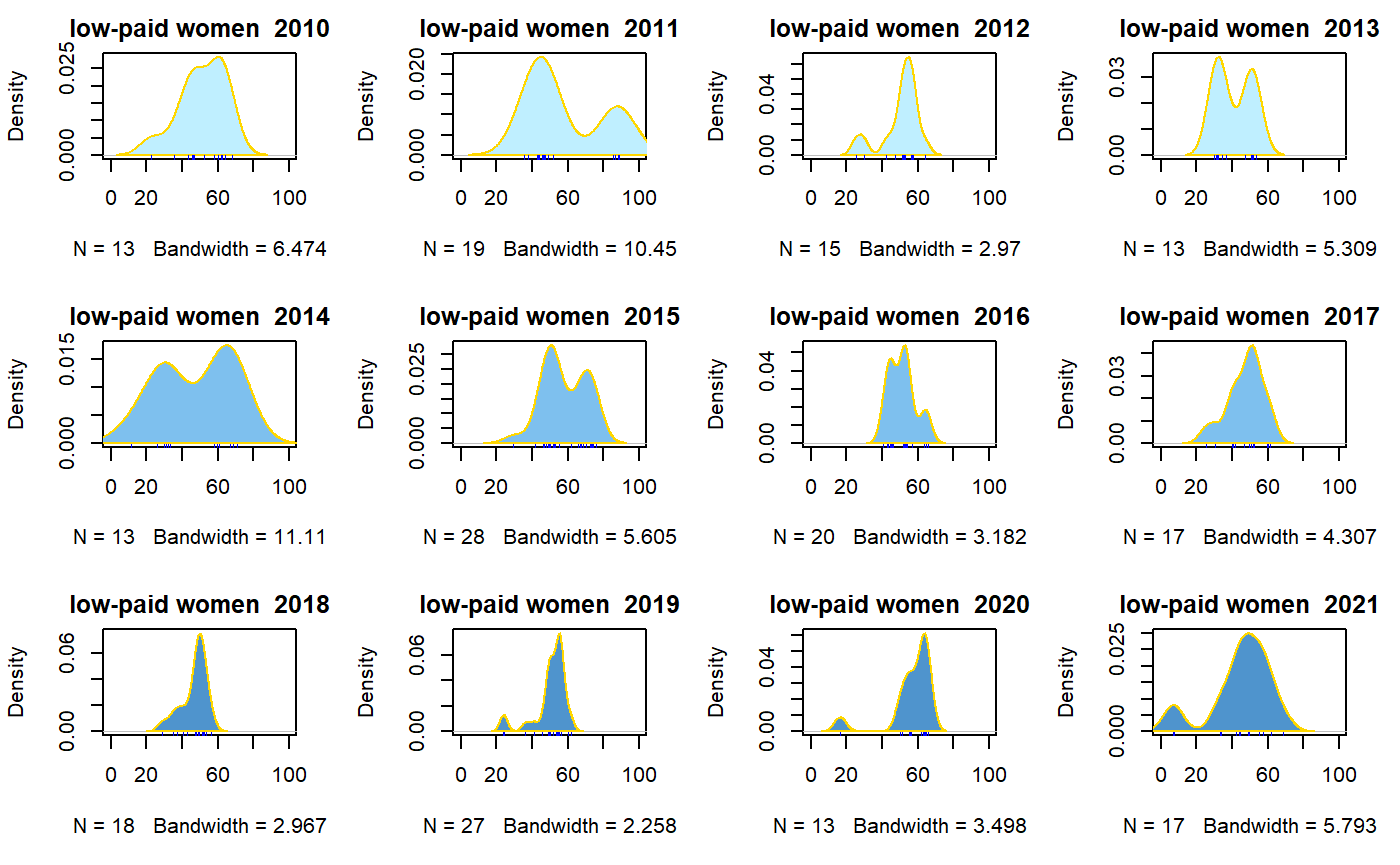 low-paid women 2010
Density
0.000 0.025
0 20 60 100
N = 13 Bandwidth = 6.474
low-paid women 2011
Density
0.000 0.020
0 20 60 100
N = 19 Bandwidth = 10.45
low-paid women 2012
Density
0.00 0.04
0 20 60 100
N = 15 Bandwidth = 2.97
low-paid women 2013
Density
0.00 0.03
0 20 60 100
N = 13 Bandwidth = 5.309
low-paid women 2014
Density
0.000 0.015
0 20 60 100
N = 13 Bandwidth = 11.11
low-paid women 2015
Density
0.000 0.025
0 20 60 100
N = 28 Bandwidth = 5.605
low-paid women 2016
Density
0.00 0.04
0 20 60 100
N = 20 Bandwidth = 3.182
low-paid women 2017
Density
0.00 0.03
0 20 60 100
N = 17 Bandwidth = 4.307
low-paid women 2018
Density
0.00 0.06
0 20 60 100
N = 18 Bandwidth = 2.967
low-paid women 2019
Density
0.00 0.06
0 20 60 100
N = 27 Bandwidth = 2.258
low-paid women 2020
Density
0.00 0.04
0 20 60 100
N = 13 Bandwidth = 3.498
low-paid women 2021
Density
0.000 0.025
0 20 60 100
N = 17 Bandwidth = 5.793